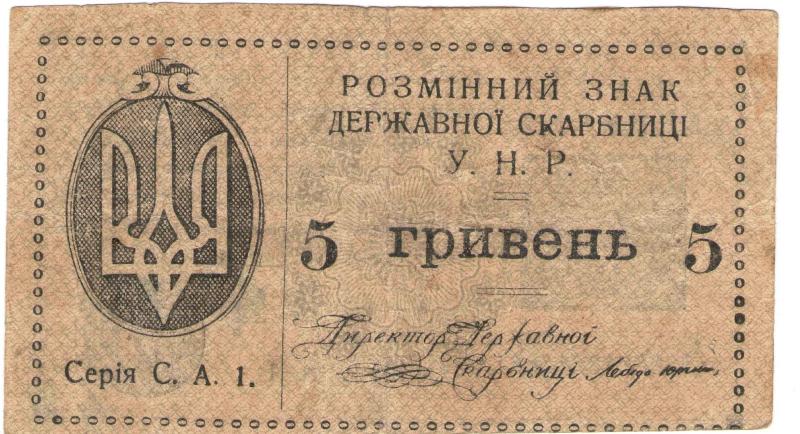 РОЗМІННИЙ ЗНАК
ДЕРЖАВНОЇ СКАРБНИЦІ
У. Н. Р.
5 гривень 5
Директор Державної
Скарбниці
Серія С. А. 1.